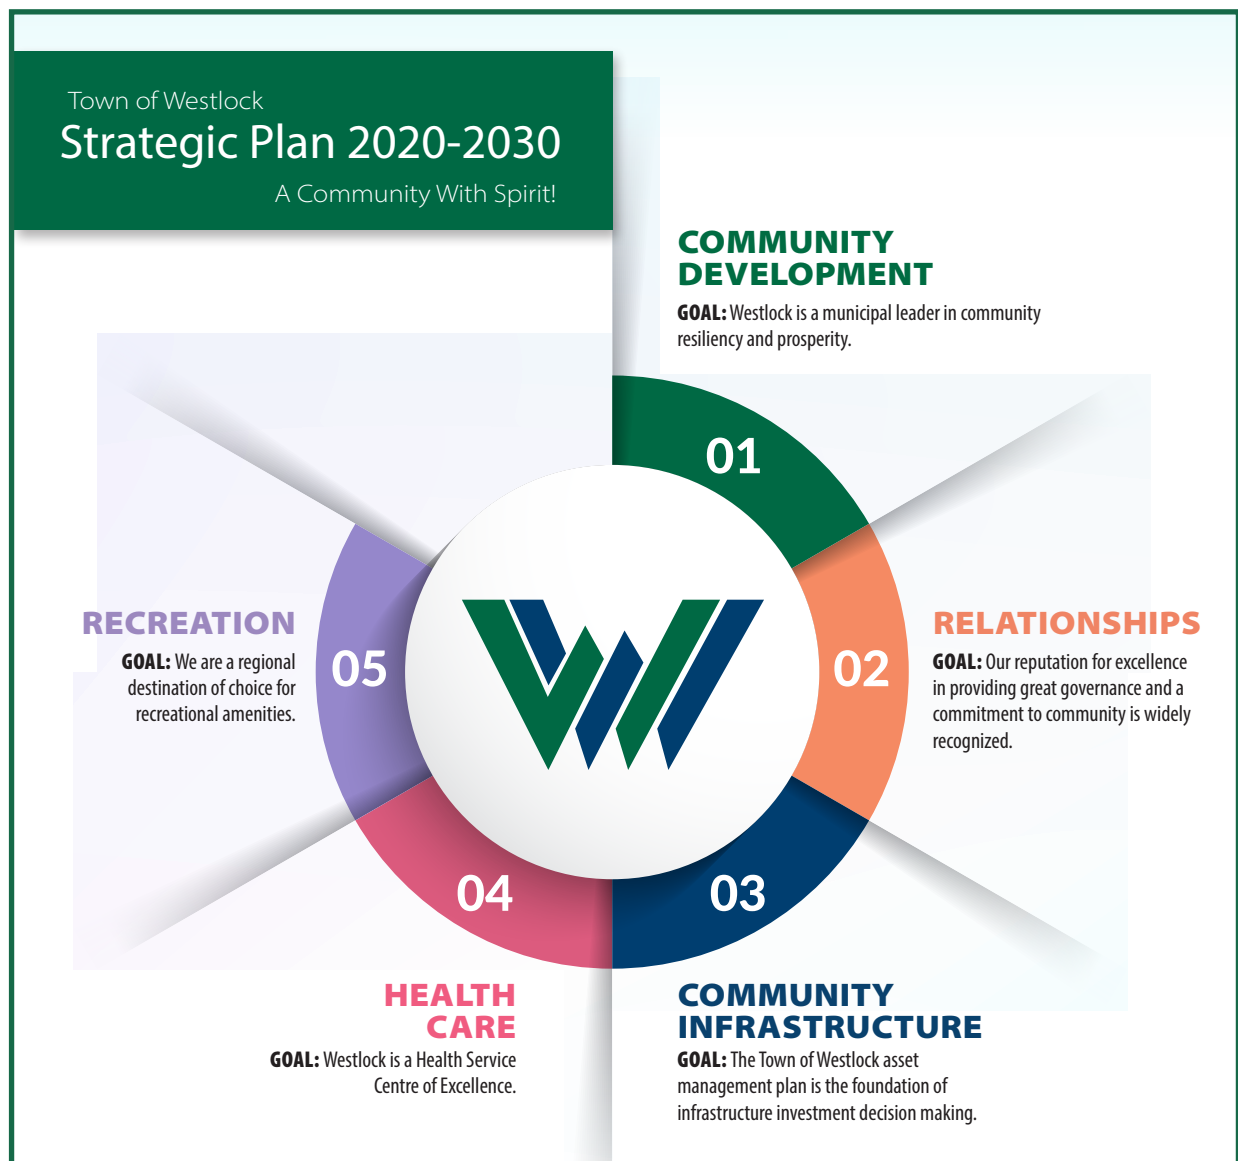 Town of Westlock
Strategic Plan 2020-2030
A Community With Spirit!
COMMUNITY
DEVELOPMENT
GOAL: Westlock is a municipal leader in community
resiliency and prosperity.
01
RELATIONSHIPS
GOAL: Our reputation for excellence
in providing great governance and a
commitment to community is widely
recognized.
02
COMMUNITY
INFRASTRUCTURE
GOAL: The Town of Westlock asset
management plan is the foundation of
infrastructure investment decision making.
03
HEALTH
CARE
GOAL: Westlock is a Health Service
Centre of Excellence.
04
RECREATION
GOAL: We are a regional
destination of choice for
recreational amenities.
05